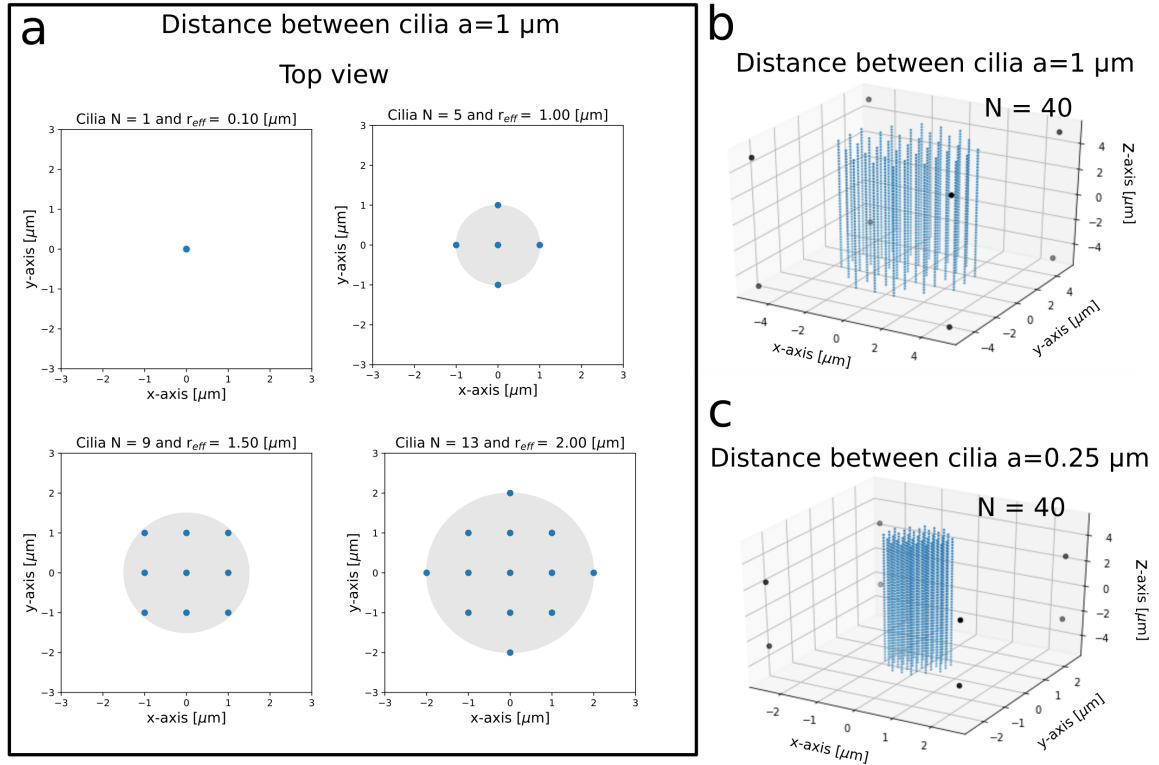 a
Distance between cilia a=1 μm
Top view
Cilia N = 1 and r_eff = 0.10 [μm]
3
2
1
0
−1
−2
−3
y-axis [μm]
−3 −2 −1 0 1 2 3
x-axis [μm]
Cilia N = 5 and r_eff = 1.00 [μm]
3
2
1
0
−1
−2
−3
y-axis [μm]
−3 −2 −1 0 1 2 3
x-axis [μm]
Cilia N = 9 and r_eff = 1.50 [μm]
3
2
1
0
−1
−2
−3
y-axis [μm]
−3 −2 −1 0 1 2 3
x-axis [μm]
Cilia N = 13 and r_eff = 2.00 [μm]
3
2
1
0
−1
−2
−3
y-axis [μm]
−3 −2 −1 0 1 2 3
x-axis [μm]
b
Distance between cilia a=1 μm
N = 40
4
2
0
−2
−4
Z-axis [μm]
−4 −2 0 2 4
x-axis [μm]
−4 −2 0 2 4
y-axis [μm]
c
Distance between cilia a=0.25 μm
N = 40
4
2
0
−2
−4
Z-axis [μm]
−2 −1 0 1 2
x-axis [μm]
−2 −1 0 1 2
y-axis [μm]